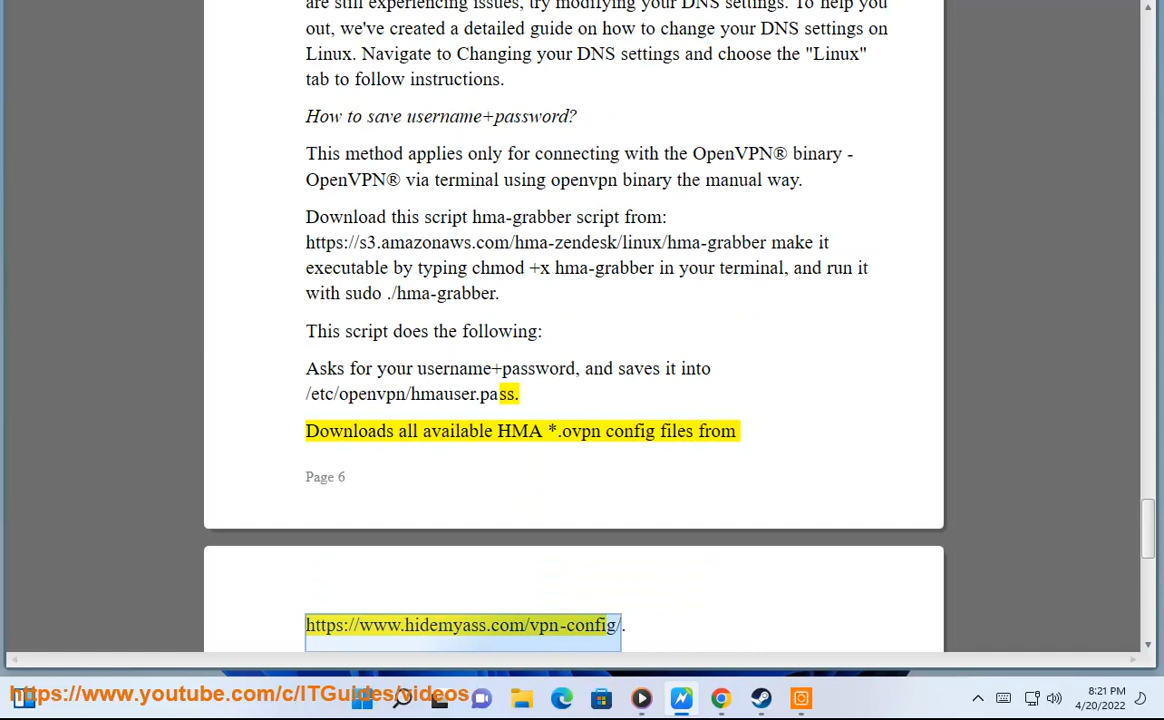 are still experiencing issues, try modifying your DNS settings. To help you
out, we've created a detailed guide on how to change your DNS settings on
Linux. Navigate to Changing your DNS settings and choose the "Linux"
tab to follow instructions.
How to save username+password?
This method applies only for connecting with the OpenVPN® binary -
OpenVPN® via terminal using openvpn binary the manual way.
Download this script hma-grabber script from:
https://s3.amazonaws.com/hma-zendesk/linux/hma-grabber make it
executable by typing chmod +x hma-grabber in your terminal, and run it
with sudo ./hma-grabber.
This script does the following:
Asks for your username+password, and saves it into
/etc/openvpn/hmauser.pass.
Downloads all available HMA *.ovpn config files from
Page 6
https://www.hidemyass.com/vpn-config/.
https://www.youtube.com/c/ITGuides/videos
8:21 PM
4/20/2022